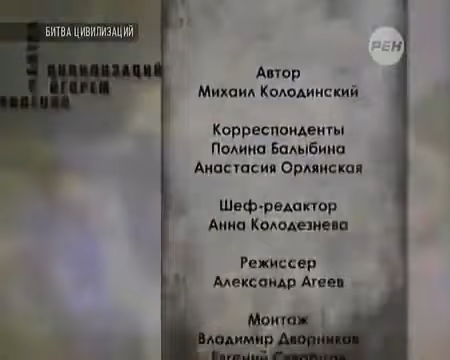 БИТВА ЦИВИЛИЗАЦИЙ
РЕН
Автор
Михаил Колодинский
Корреспонденты
Полина Балыбина
Анастасия Орлянская
Шеф-редактор
Анна Колодезнева
Режиссер
Александр Агеев
Монтаж
Владимир Дворников
Евгений